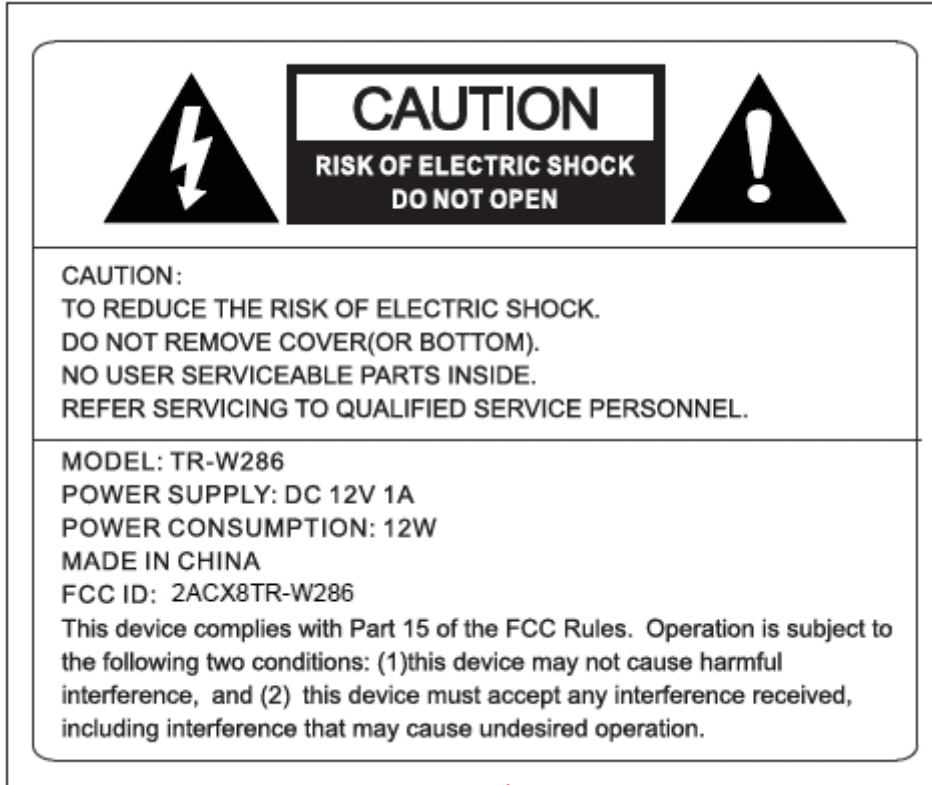 CAUTION
RISK OF ELECTRIC SHOCK
DO NOT OPEN
CAUTION:
TO REDUCE THE RISK OF ELECTRIC SHOCK.
DO NOT REMOVE COVER(OR BOTTOM).
NO USER SERVICEABLE PARTS INSIDE.
REFER SERVICING TO QUALIFIED SERVICE PERSONNEL.
MODEL: TR-W286
POWER SUPPLY: DC 12V 1A
POWER CONSUMPTION: 12W
MADE IN CHINA
FCC ID: 2ACX8TR-W286
This device complies with Part 15 of the FCC Rules. Operation is subject to
the following two conditions: (1)this device may not cause harmful
interference, and (2) this device must accept any interference received,
including interference that may cause undesired operation.